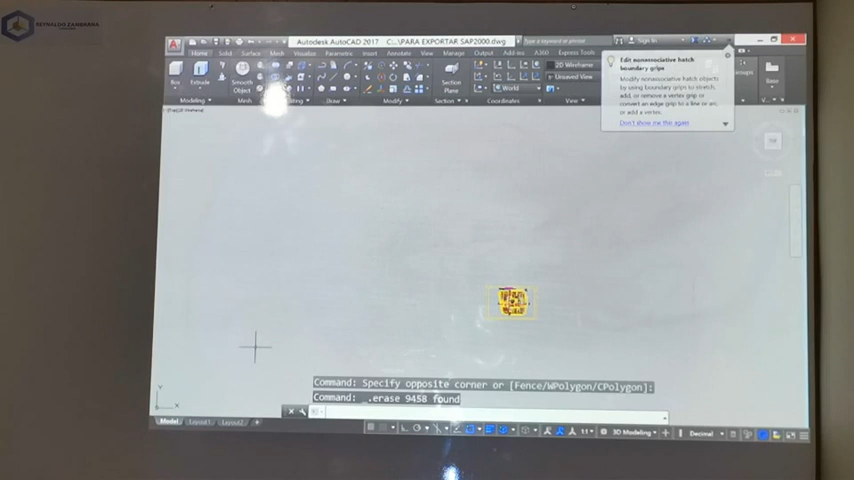 REYNALDO ZAMBRANA
Autodesk AutoCAD 2017 C:\...\PARA EXPORTAR SAP2000.dwg
Type a keyword or phrase
Sign In
Home
Insert
Mesh
Visualize
Parametric
Insert
Annotate
View
Manage
Output
Add-ins
A360
Express Tools
Box
Extrude
Smooth
Object
Section
Plane
World
2D Wireframe
Unsaved View
Base
Modeling
Mesh
Draw
Modify
Section
Coordinates
View
Edit nonassociative hatch
boundary grips
Modify nonassociative hatch objects
by using boundary grips to stretch,
add, or remove a vertex grip or
convert an edge grip to a line or arc,
or add a vertex.
Don't show me this again
Command: Specify opposite corner or [Fence/WPolygon/CPolygon]:
Command: _.erase 9458 found
Y
X
Model
Layout1
Layout2
+
1:1
3D Modeling
Decimal